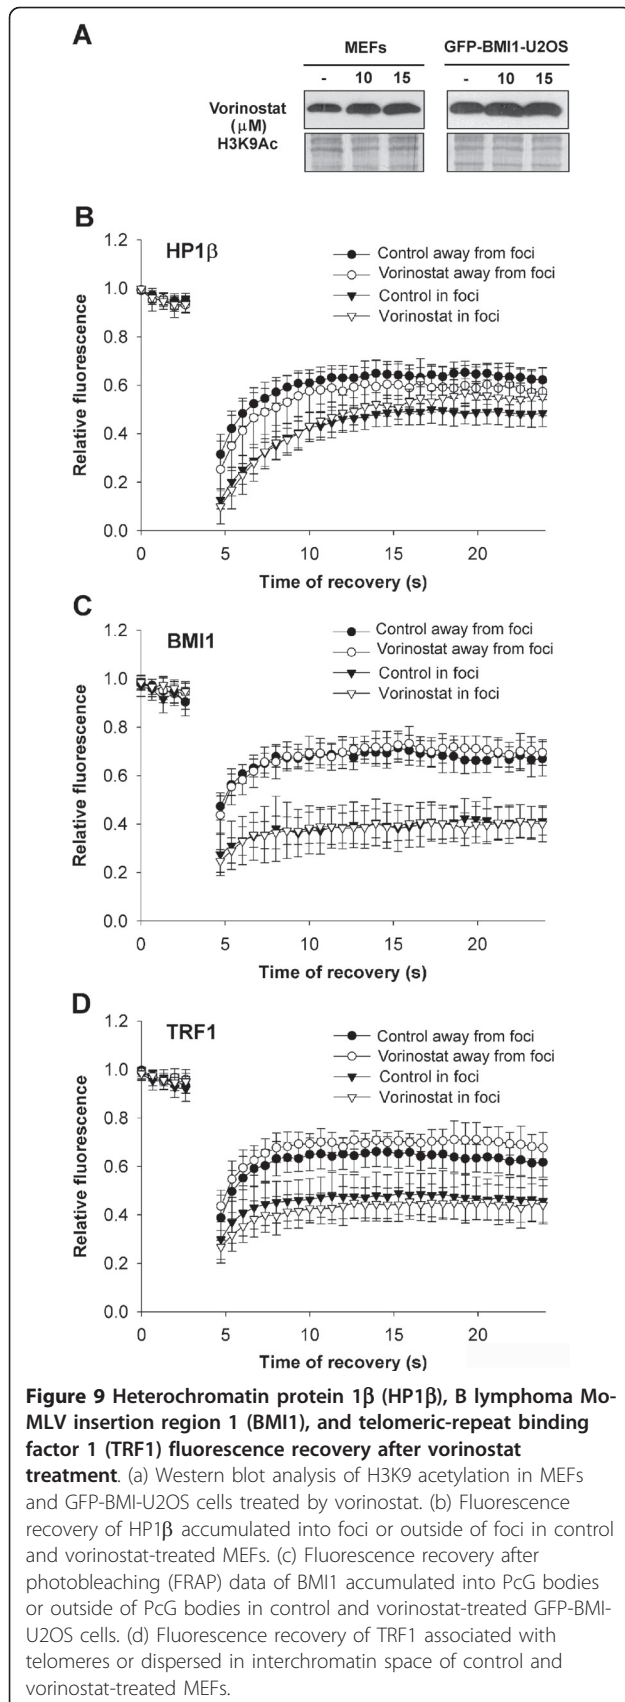 A
MEFs GFP-BMI1-U2OS
- 10 15 - 10 15
Vorinostat
(μM)
H3K9Ac
B
HP1β
Control away from foci
Vorinostat away from foci
Control in foci
Vorinostat in foci
Relative fluorescence
1.2
1.0
0.8
0.6
0.4
0.2
0.0
0 5 10 15 20
Time of recovery (s)
C
BMI1
Control away from foci
Vorinostat away from foci
Control in foci
Vorinostat in foci
Relative fluorescence
1.2
1.0
0.8
0.6
0.4
0.2
0.0
0 5 10 15 20
Time of recovery (s)
D
TRF1
Control away from foci
Vorinostat away from foci
Control in foci
Vorinostat in foci
Relative fluorescence
1.2
1.0
0.8
0.6
0.4
0.2
0.0
0 5 10 15 20
Time of recovery (s)
Figure 9 Heterochromatin protein 1β (HP1β), B lymphoma Mo-
MLV insertion region 1 (BMI1), and telomeric-repeat binding
factor 1 (TRF1) fluorescence recovery after vorinostat
treatment. (a) Western blot analysis of H3K9 acetylation in MEFs
and GFP-BMI-U2OS cells treated by vorinostat. (b) Fluorescence
recovery of HP1β accumulated into foci or outside of foci in control
and vorinostat-treated MEFs. (c) Fluorescence recovery after
photobleaching (FRAP) data of BMI1 accumulated into PcG bodies
or outside of PcG bodies in control and vorinostat-treated GFP-BMI-
U2OS cells. (d) Fluorescence recovery of TRF1 associated with
telomeres or dispersed in interchromatin space of control and
vorinostat-treated MEFs.